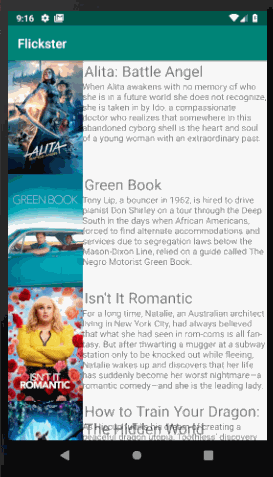 9:16
Flickster
Alita: Battle Angel
When Alita awakens with no memory of who
she is in a future world she does not recognize,
she is taken in by Ido, a compassionate
doctor who realizes that somewhere in this
abandoned cyborg shell is the heart and soul
of a young woman with an extraordinary past.
ALITA
Green Book
GREEN BOOK
Tony Lip, a bouncer in 1962, is hired to drive
pianist Don Shirley on a tour through the Deep
South in the days when African Americans,
forced to find alternate accommodations and
services due to segregation laws below the
Mason-Dixon Line, relied on a guide called The
Negro Motorist Green Book.
Isn't It Romantic
For a long time, Natalie, an Australian architect
living in New York City, had always believed
that what she had seen in rom-coms is all fan-
tasy. But after thwarting a mugger at a subway
station only to be knocked out while fleeing,
Natalie wakes up and discovers that her life
has suddenly become her worst nightmare—a
romantic comedy—and she is the leading lady.
ISN'T IT
ROMANTIC
How to Train Your Dragon:
The Hidden World
As Hiccup fulfills his dream of creating a
peaceful dragon utopia, Toothless' discovery